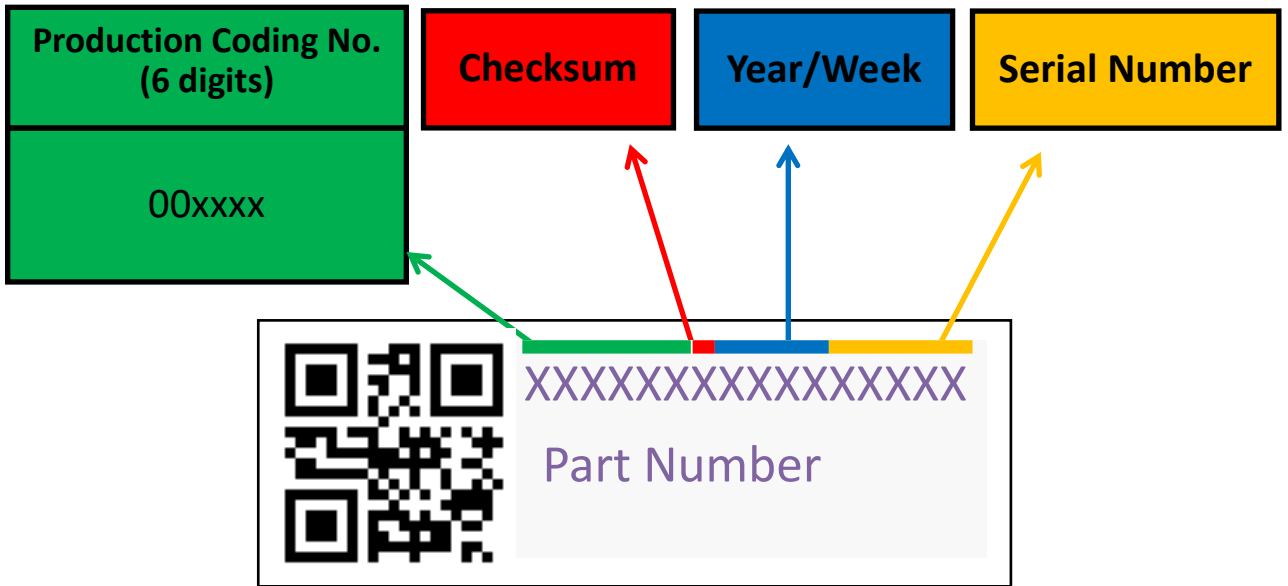 Production Coding No.
(6 digits)
Checksum
Year/Week
Serial Number
00xxxx
XXXXXXXXXXXXXXXX
Part Number